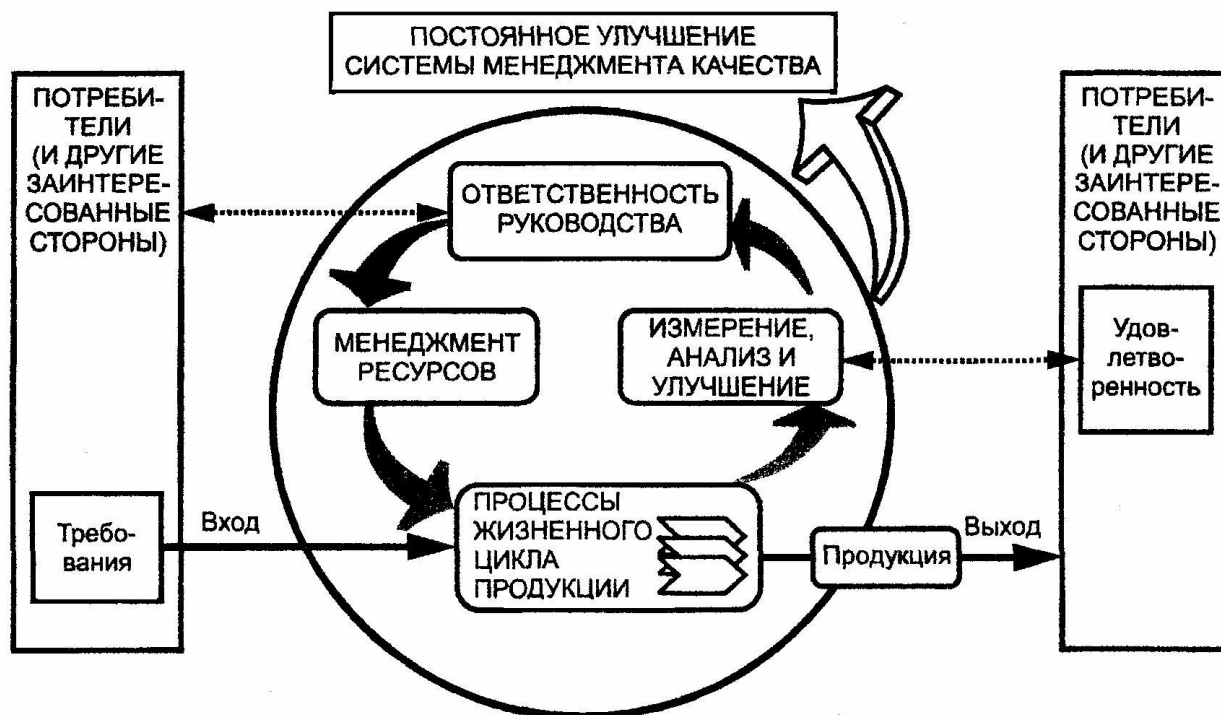 ПОСТОЯННОЕ УЛУЧШЕНИЕ
СИСТЕМЫ МЕНЕДЖМЕНТА КАЧЕСТВА
ПОТРЕБИ-
ТЕЛИ
(И ДРУГИЕ
ЗАИНТЕРЕ-
СОВАННЫЕ
СТОРОНЫ)
ОТВЕТСТВЕННОСТЬ
РУКОВОДСТВА
ПОТРЕБИ-
ТЕЛИ
(И ДРУГИЕ
ЗАИНТЕРЕ-
СОВАННЫЕ
СТОРОНЫ)
МЕНЕДЖМЕНТ
РЕСУРСОВ
ИЗМЕРЕНИЕ,
АНАЛИЗ И
УЛУЧШЕНИЕ
Удов-
летво-
ренность
Требо-
вания
Вход
ПРОЦЕССЫ
ЖИЗНЕННОГО
ЦИКЛА
ПРОДУКЦИИ
Продукция
Выход